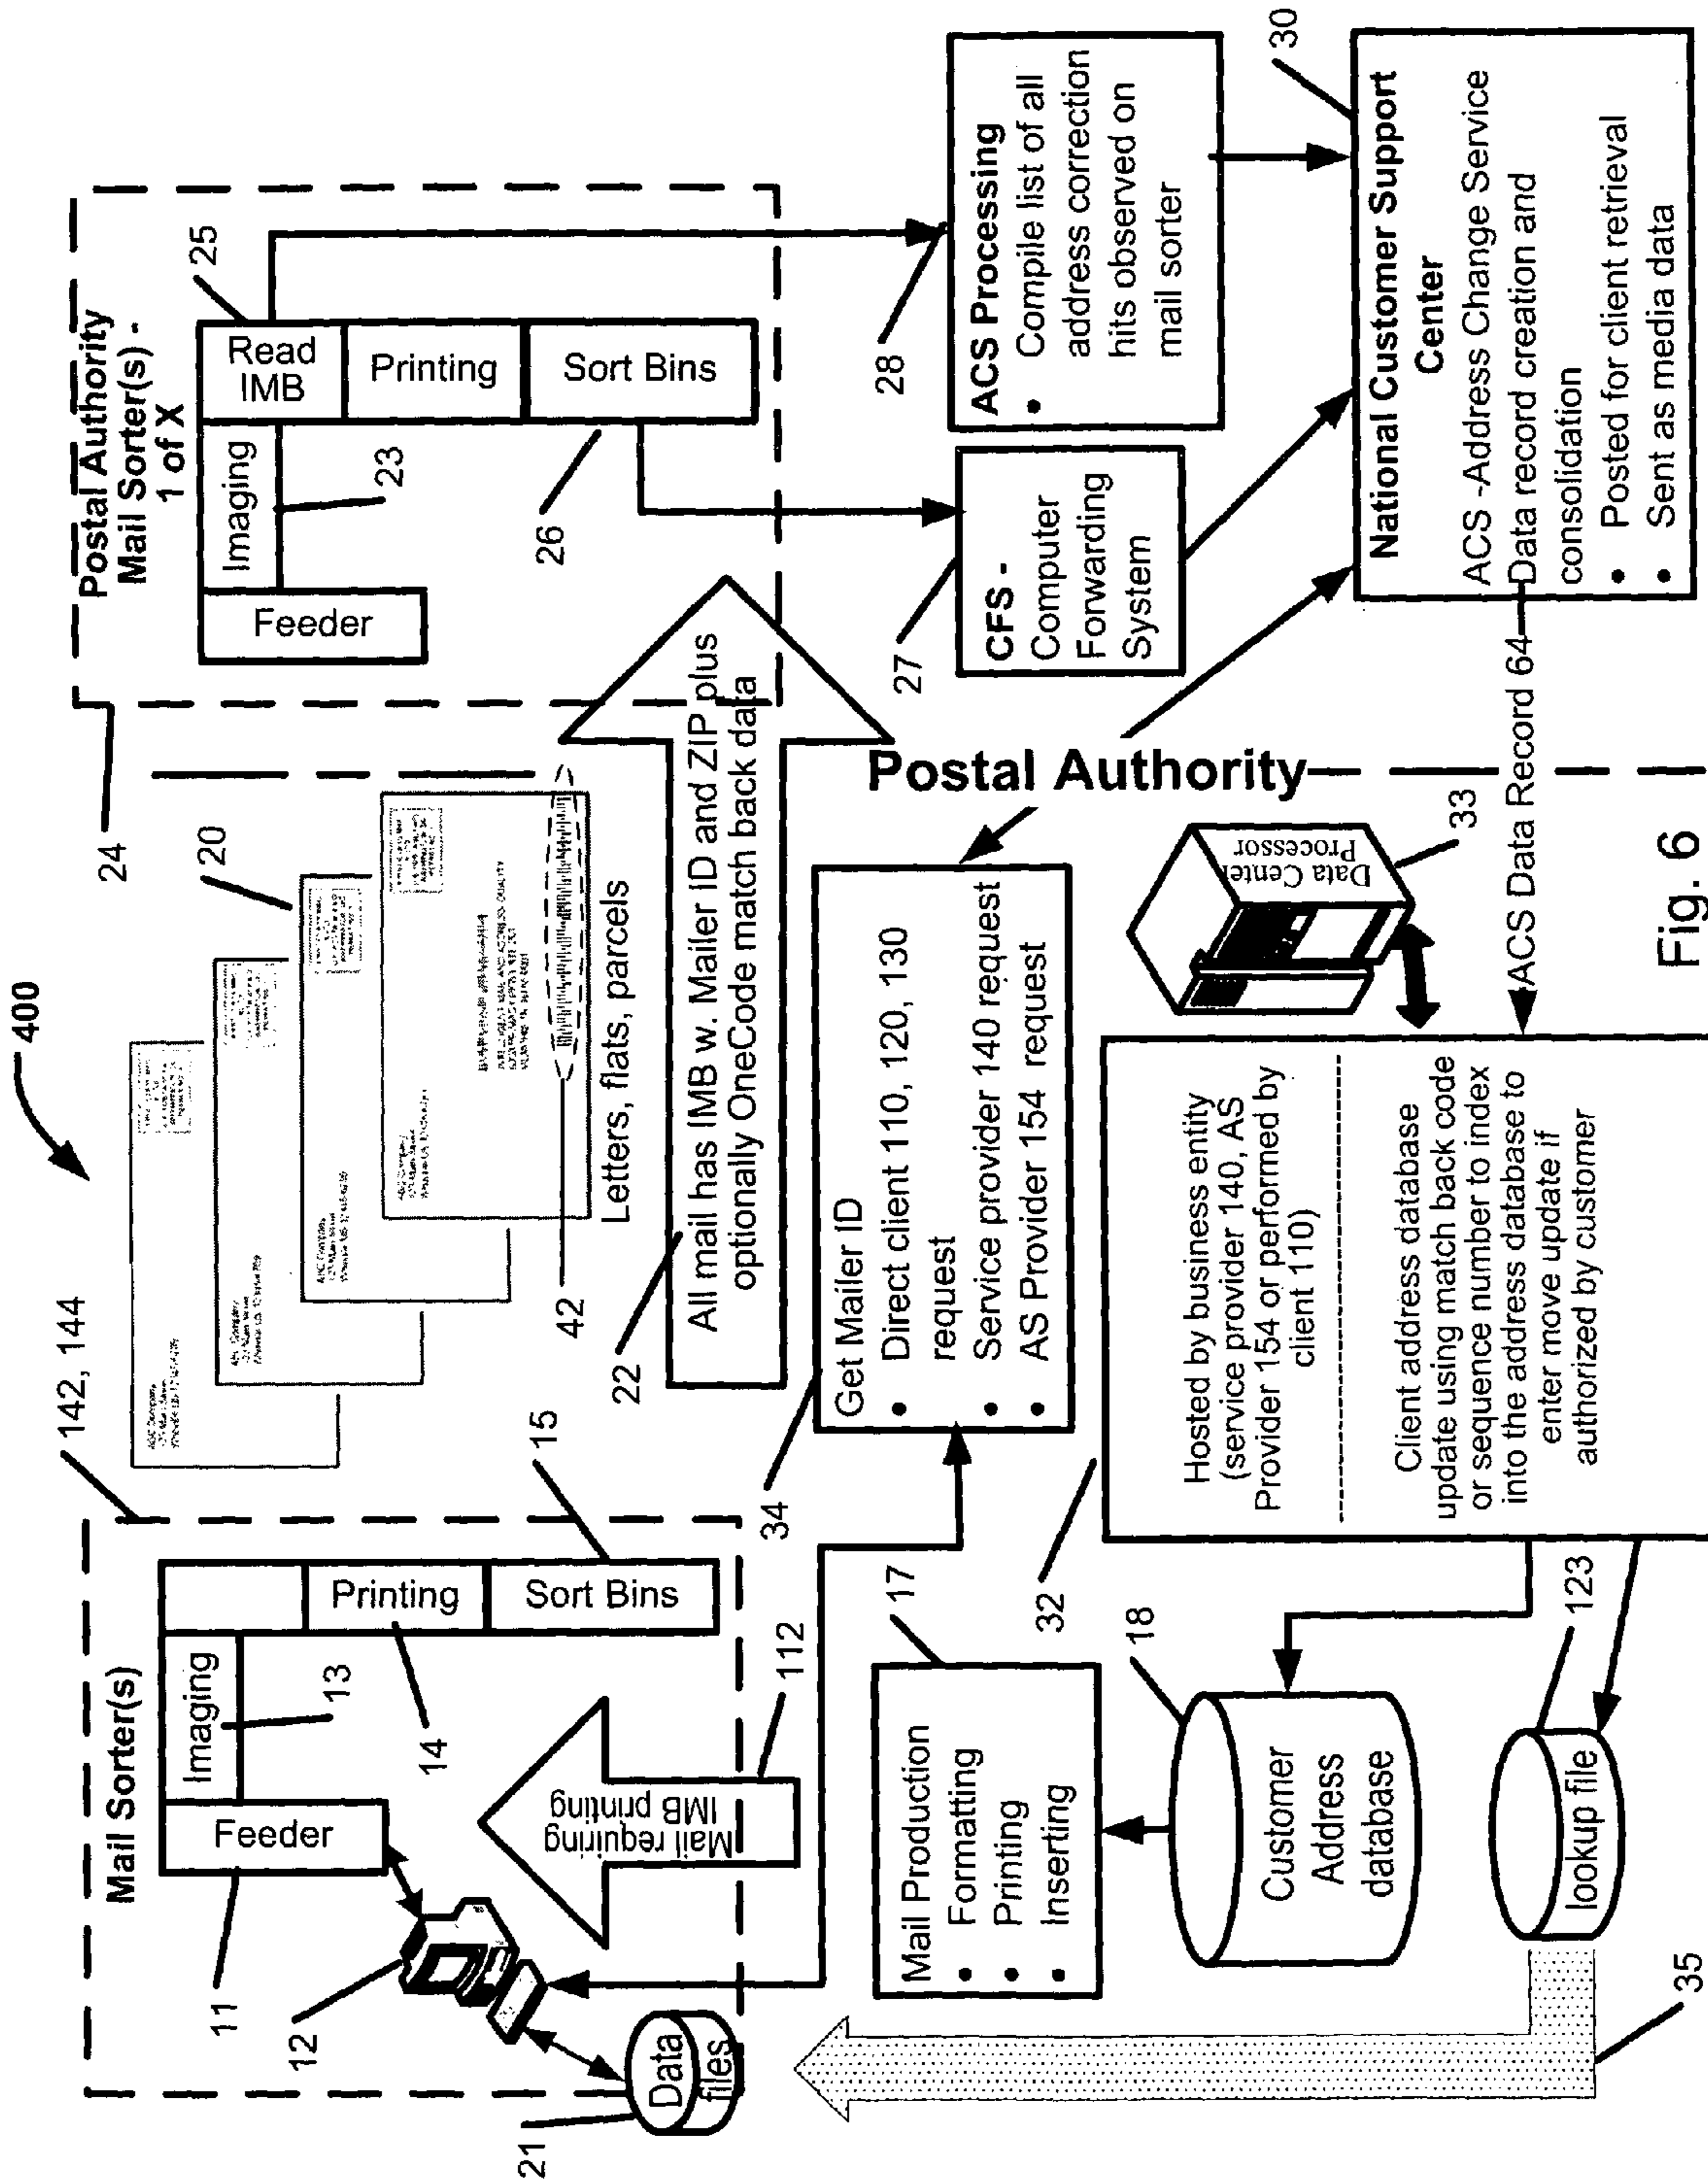 400
142, 144
Mail Sorter(s)
Feeder
Imaging
Printing
Sort Bins
11
12
13
14
15
Data
files
21
Mail requiring
IMB printing
112
24
20
42
Letters, flats, parcels
22
All mail has IMB w. Mailer ID and ZIP plus
optionally OneCode match back data
Postal Authority
Mail Sorter(s) -
1 of X
Feeder
Imaging
Read
IMB
Printing
Sort Bins
23
25
26
27
28
CFS -
Computer
Forwarding
System
ACS Processing
• Compile list of all
address correction
hits observed on
mail sorter
30
National Customer Support
Center
ACS -Address Change Service
Data record creation and
consolidation
• Posted for client retrieval
• Sent as media data
Postal Authority
34
Get Mailer ID
• Direct client 110, 120, 130
request
• Service provider 140 request
• AS Provider 154 request
17
Mail Production
• Formatting
• Printing
• Inserting
18
Customer
Address
database
123
lookup file
35
32
Hosted by business entity
(service provider 140, AS
Provider 154 or performed by
client 110)
Client address database
update using match back code
or sequence number to index
into the address database to
enter move update if
authorized by customer
Data Center
Processor
33
ACS Data Record 64
Fig. 6